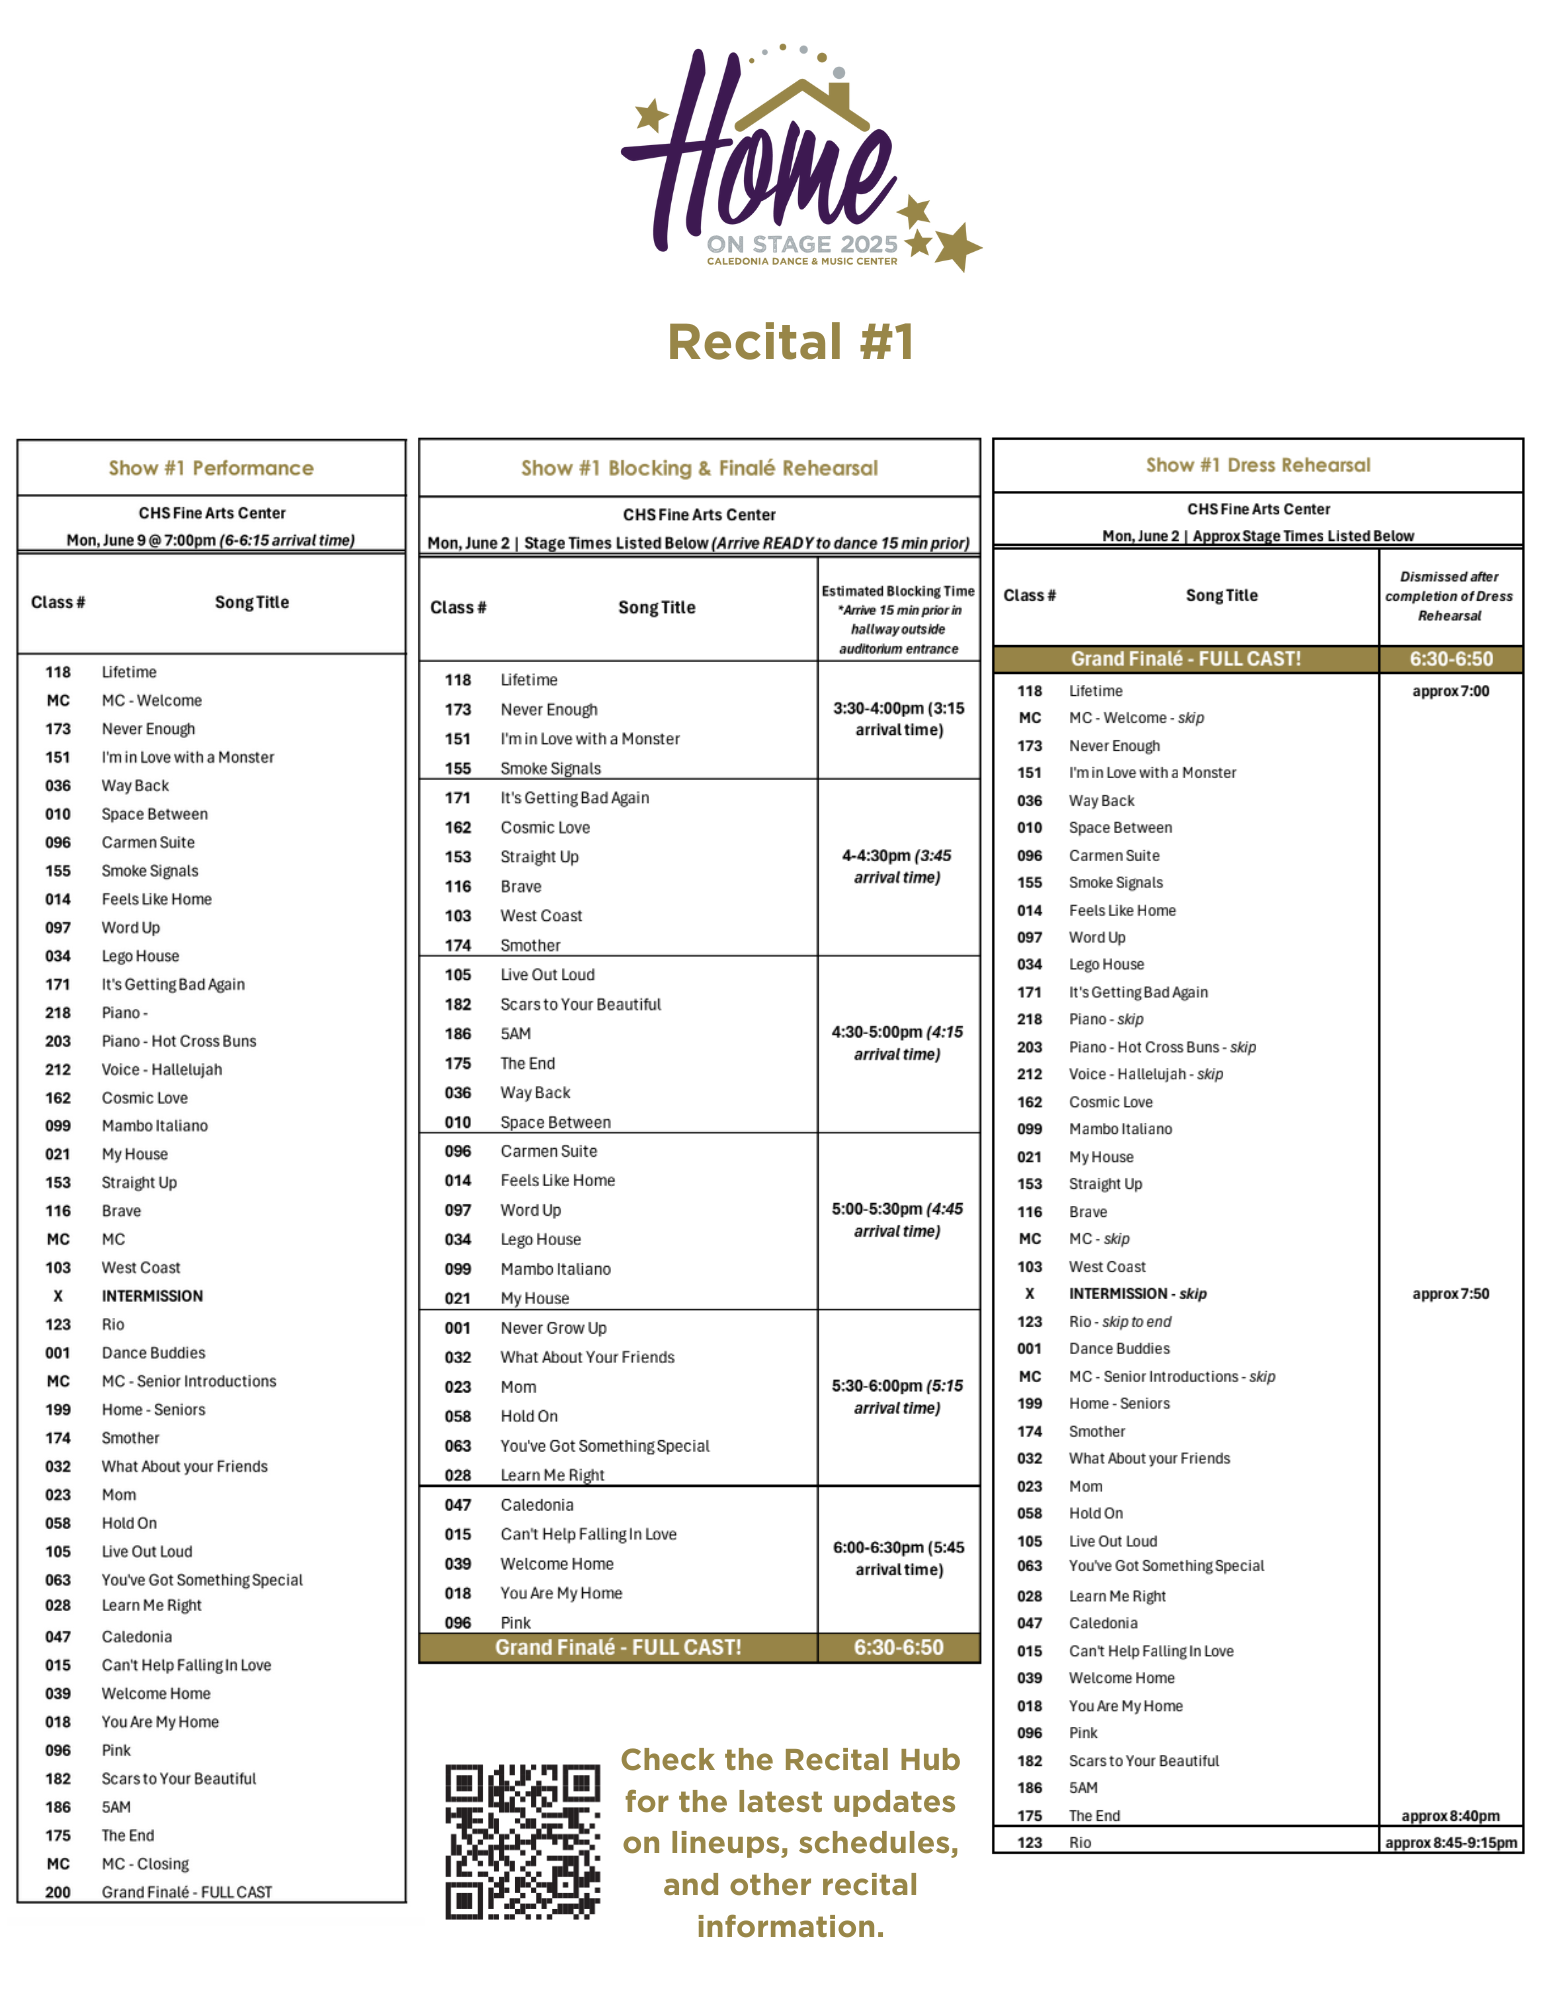 Home
ON STAGE 2025
CALEDONIA DANCE & MUSIC CENTER
Recital #1
Show #1 Performance
CHS Fine Arts Center
Mon, June 9 @ 7:00pm (6-6:15 arrival time)
Class # Song Title
118 Lifetime
MC MC - Welcome
173 Never Enough
151 I'm in Love with a Monster
036 Way Back
010 Space Between
096 Carmen Suite
155 Smoke Signals
014 Feels Like Home
097 Word Up
034 Lego House
171 It's Getting Bad Again
218 Piano -
203 Piano - Hot Cross Buns
212 Voice - Hallelujah
162 Cosmic Love
099 Mambo Italiano
021 My House
153 Straight Up
116 Brave
MC MC
103 West Coast
X INTERMISSION
123 Rio
001 Dance Buddies
MC MC - Senior Introductions
199 Home - Seniors
174 Smother
032 What About your Friends
023 Mom
058 Hold On
105 Live Out Loud
063 You've Got Something Special
028 Learn Me Right
047 Caledonia
015 Can't Help Falling In Love
039 Welcome Home
018 You Are My Home
096 Pink
182 Scars to Your Beautiful
186 5AM
175 The End
MC MC - Closing
200 Grand Finalé - FULL CAST
Show #1 Blocking & Finalé Rehearsal
CHS Fine Arts Center
Mon, June 2 | Stage Times Listed Below (Arrive READY to dance 15 min prior)
Class # Song Title
Estimated Blocking Time
*Arrive 15 min prior in
hallway outside
auditorium entrance
118 Lifetime
173 Never Enough
151 I'm in Love with a Monster
155 Smoke Signals
3:30-4:00pm (3:15
arrival time)
171 It's Getting Bad Again
162 Cosmic Love
153 Straight Up
116 Brave
103 West Coast
174 Smother
4-4:30pm (3:45
arrival time)
105 Live Out Loud
182 Scars to Your Beautiful
186 5AM
175 The End
036 Way Back
010 Space Between
4:30-5:00pm (4:15
arrival time)
096 Carmen Suite
014 Feels Like Home
097 Word Up
034 Lego House
099 Mambo Italiano
021 My House
5:00-5:30pm (4:45
arrival time)
001 Never Grow Up
032 What About Your Friends
023 Mom
058 Hold On
063 You've Got Something Special
028 Learn Me Right
5:30-6:00pm (5:15
arrival time)
047 Caledonia
015 Can't Help Falling In Love
039 Welcome Home
018 You Are My Home
096 Pink
6:00-6:30pm (5:45
arrival time)
Grand Finalé - FULL CAST! 6:30-6:50
Check the Recital Hub
for the latest updates
on lineups, schedules,
and other recital
information.
Show #1 Dress Rehearsal
CHS Fine Arts Center
Mon, June 2 | Approx Stage Times Listed Below
Class # Song Title
Dismissed after
completion of Dress
Rehearsal
Grand Finalé - FULL CAST! 6:30-6:50
118 Lifetime approx 7:00
MC MC - Welcome - skip
173 Never Enough
151 I'm in Love with a Monster
036 Way Back
010 Space Between
096 Carmen Suite
155 Smoke Signals
014 Feels Like Home
097 Word Up
034 Lego House
171 It's Getting Bad Again
218 Piano - skip
203 Piano - Hot Cross Buns - skip
212 Voice - Hallelujah - skip
162 Cosmic Love
099 Mambo Italiano
021 My House
153 Straight Up
116 Brave
MC MC - skip
103 West Coast
X INTERMISSION - skip approx 7:50
123 Rio - skip to end
001 Dance Buddies
MC MC - Senior Introductions - skip
199 Home - Seniors
174 Smother
032 What About your Friends
023 Mom
058 Hold On
105 Live Out Loud
063 You've Got Something Special
028 Learn Me Right
047 Caledonia
015 Can't Help Falling In Love
039 Welcome Home
018 You Are My Home
096 Pink
182 Scars to Your Beautiful
186 5AM
175 The End approx 8:40pm
123 Rio approx 8:45-9:15pm